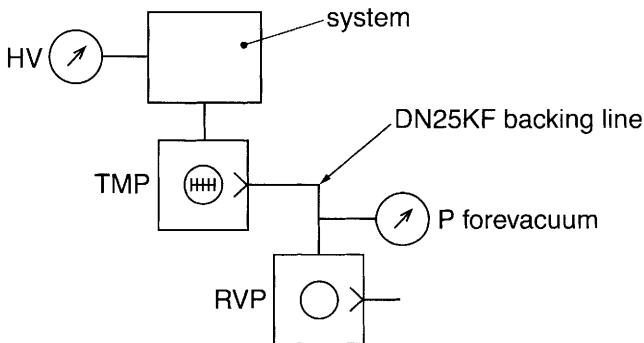 system
HV
DN25KF backing line
TMP
P forevacuum
RVP